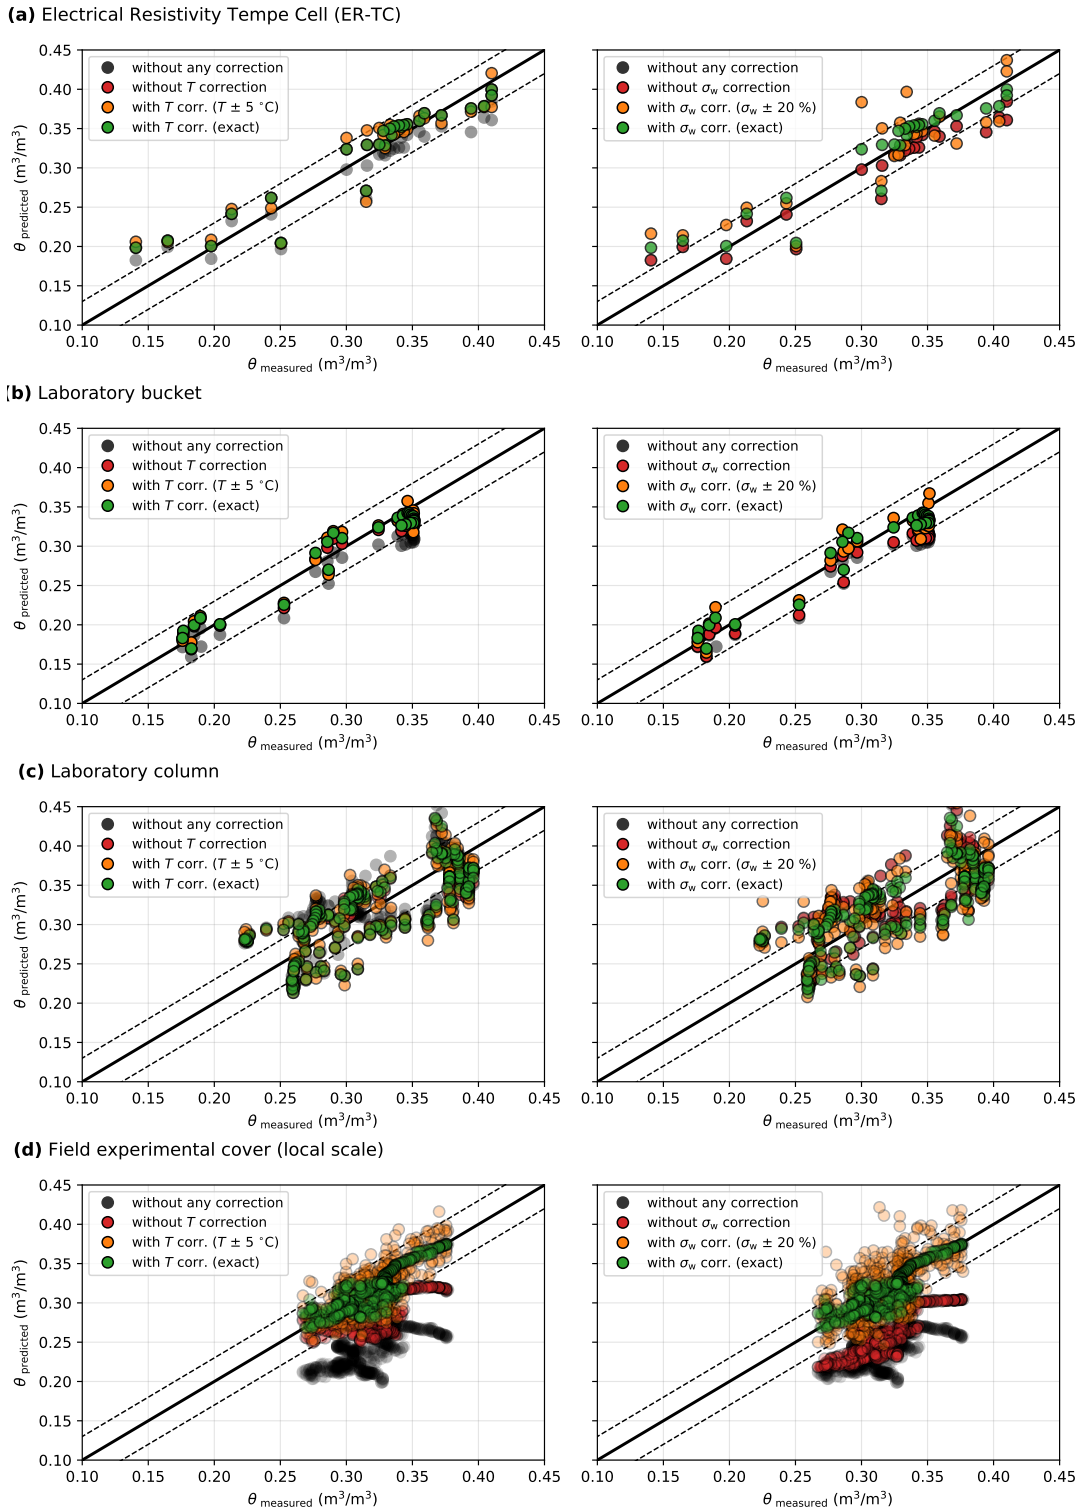 (a) Electrical Resistivity Tempe Cell (ER-TC)
0.45
0.40
0.35
0.30
0.25
0.20
0.15
0.10
θ predicted (m³/m³)
without any correction
without T correction
with T corr. (T ± 5 °C)
with T corr. (exact)
0.10 0.15 0.20 0.25 0.30 0.35 0.40 0.45
θ measured (m³/m³)
without any correction
without σw correction
with σw corr. (σw ± 20 %)
with σw corr. (exact)
0.10 0.15 0.20 0.25 0.30 0.35 0.40 0.45
θ measured (m³/m³)
(b) Laboratory bucket
0.45
0.40
0.35
0.30
0.25
0.20
0.15
0.10
θ predicted (m³/m³)
without any correction
without T correction
with T corr. (T ± 5 °C)
with T corr. (exact)
0.10 0.15 0.20 0.25 0.30 0.35 0.40 0.45
θ measured (m³/m³)
without any correction
without σw correction
with σw corr. (σw ± 20 %)
with σw corr. (exact)
0.10 0.15 0.20 0.25 0.30 0.35 0.40 0.45
θ measured (m³/m³)
(c) Laboratory column
0.45
0.40
0.35
0.30
0.25
0.20
0.15
0.10
θ predicted (m³/m³)
without any correction
without T correction
with T corr. (T ± 5 °C)
with T corr. (exact)
0.10 0.15 0.20 0.25 0.30 0.35 0.40 0.45
θ measured (m³/m³)
without any correction
without σw correction
with σw corr. (σw ± 20 %)
with σw corr. (exact)
0.10 0.15 0.20 0.25 0.30 0.35 0.40 0.45
θ measured (m³/m³)
(d) Field experimental cover (local scale)
0.45
0.40
0.35
0.30
0.25
0.20
0.15
0.10
θ predicted (m³/m³)
without any correction
without T correction
with T corr. (T ± 5 °C)
with T corr. (exact)
0.10 0.15 0.20 0.25 0.30 0.35 0.40 0.45
θ measured (m³/m³)
without any correction
without σw correction
with σw corr. (σw ± 20 %)
with σw corr. (exact)
0.10 0.15 0.20 0.25 0.30 0.35 0.40 0.45
θ measured (m³/m³)